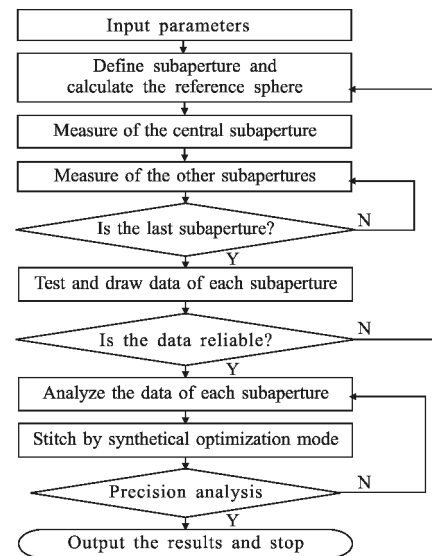 Input parameters
Define subaperture and
calculate the reference sphere
Measure of the central subaperture
Measure of the other subapertures
Is the last subaperture?
N
Y
Test and draw data of each subaperture
Is the data reliable?
N
Y
Analyze the data of each subaperture
Stitch by synthetical optimization mode
Precision analysis
N
Y
Output the results and stop